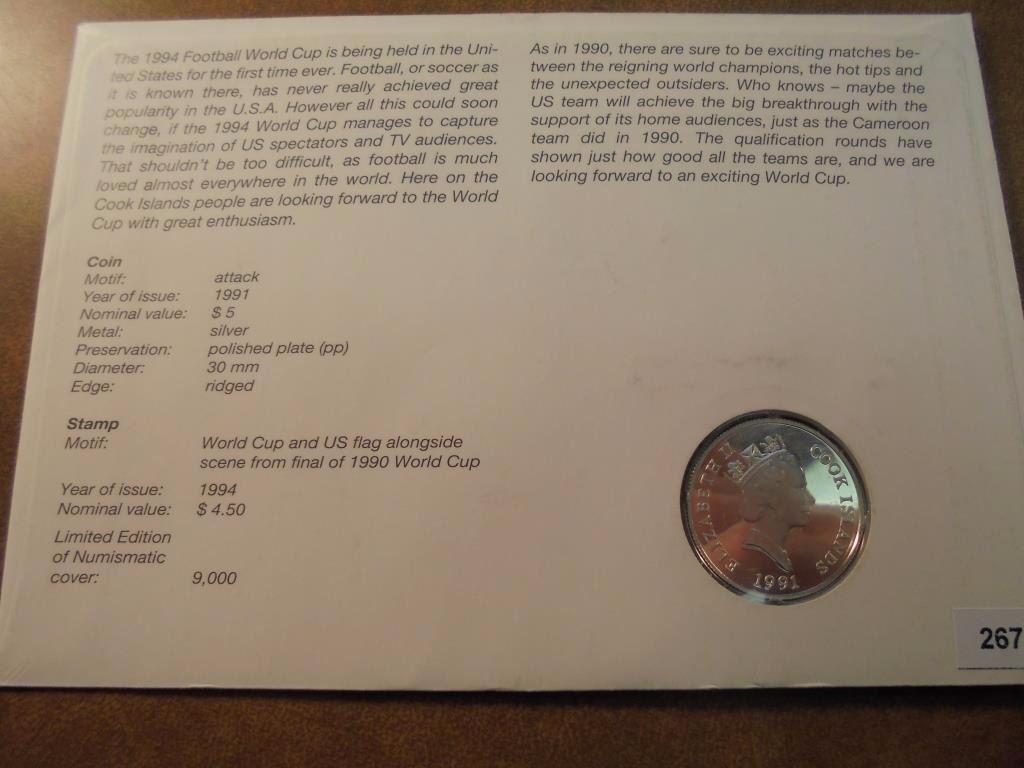 The 1994 Football World Cup is being held in the Uni-
ted States for the first time ever. Football, or soccer as
it is known there, has never really achieved great
popularity in the U.S.A. However all this could soon
change, if the 1994 World Cup manages to capture
the imagination of US spectators and TV audiences.
That shouldn't be too difficult, as football is much
loved almost everywhere in the world. Here on the
Cook Islands people are looking forward to the World
Cup with great enthusiasm.
As in 1990, there are sure to be exciting matches be-
tween the reigning world champions, the hot tips and
the unexpected outsiders. Who knows – maybe the
US team will achieve the big breakthrough with the
support of its home audiences, just as the Cameroon
team did in 1990. The qualification rounds have
shown just how good all the teams are, and we are
looking forward to an exciting World Cup.
Coin
Motif: attack
Year of issue: 1991
Nominal value: $ 5
Metal: silver
Preservation: polished plate (pp)
Diameter: 30 mm
Edge: ridged
Stamp
Motif: World Cup and US flag alongside
scene from final of 1990 World Cup
Year of issue: 1994
Nominal value: $ 4.50
Limited Edition
of Numismatic
cover: 9,000
ELIZABETH II COOK ISLANDS
1991
267